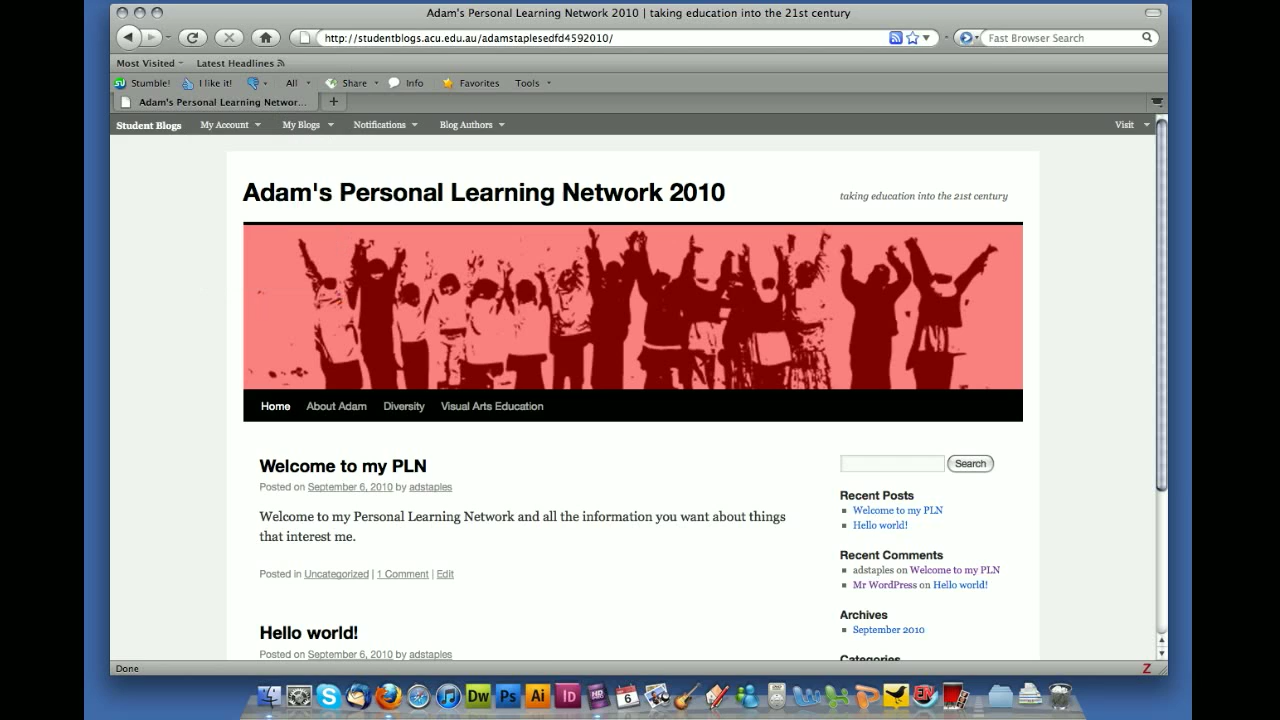 Adam's Personal Learning Network 2010 | taking education into the 21st century
http://studentblogs.acu.edu.au/adamstaplesedfd4592010/
Fast Browser Search
Most Visited
Latest Headlines
Stumble!
I like it!
All
Share
Info
Favorites
Tools
Adam's Personal Learning Networ...
Student Blogs
My Account
My Blogs
Notifications
Blog Authors
Visit
Adam's Personal Learning Network 2010
taking education into the 21st century
Home
About Adam
Diversity
Visual Arts Education
Welcome to my PLN
Posted on September 6, 2010 by adstaples
Welcome to my Personal Learning Network and all the information you want about things
that interest me.
Posted in Uncategorized | 1 Comment | Edit
Hello world!
Posted on September 6, 2010 by adstaples
Search
Recent Posts
Welcome to my PLN
Hello world!
Recent Comments
adstaples on Welcome to my PLN
Mr WordPress on Hello world!
Archives
September 2010
Categories
Done
Z
Dw
Ps
Ai
Id
6